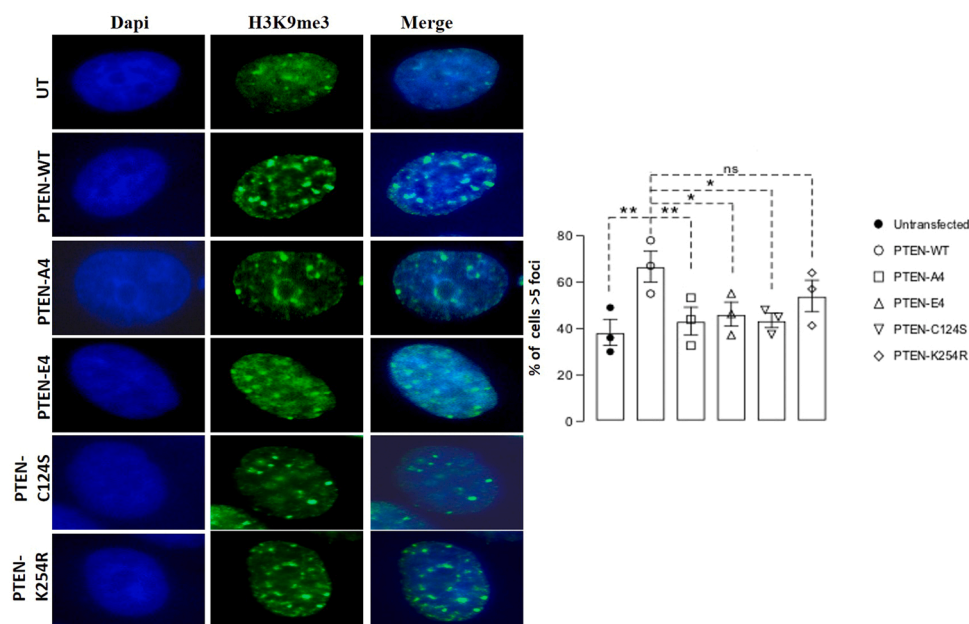 Dapi H3K9me3 Merge
UT
PTEN-WT
PTEN-A4
PTEN-E4
PTEN-
C124S
PTEN-
K254R
ns
*
*
** **
% of cells >5 foci
80
60
40
20
0
Untransfected
PTEN-WT
PTEN-A4
PTEN-E4
PTEN-C124S
PTEN-K254R